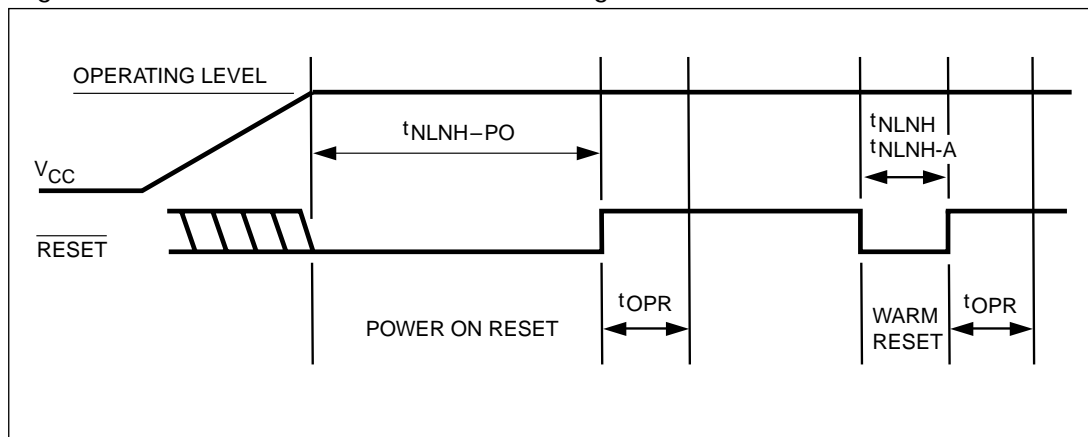 OPERATING LEVEL
tNLNH–PO
tNLNH
tNLNH-A
VCC
RESET
tOPR
POWER ON RESET
WARM
RESET
tOPR